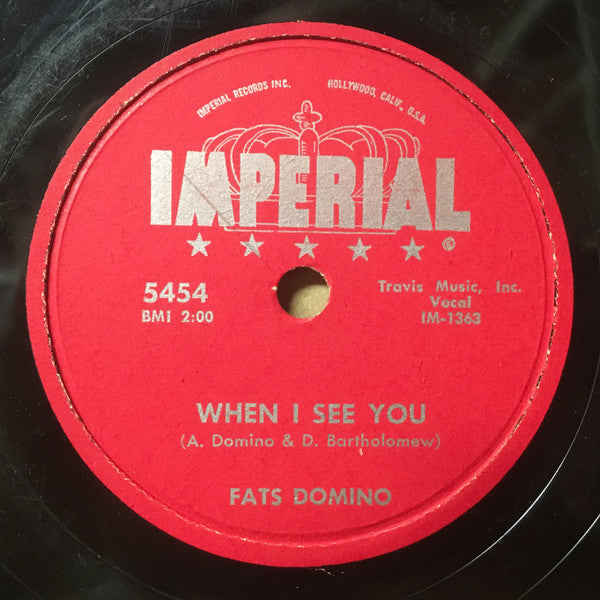 IMPERIAL RECORDS INC. HOLLYWOOD, CALIF., U.S.A.
IMPERIAL
5454
BMI 2:00
Travis Music, Inc.
Vocal
IM-1363
WHEN I SEE YOU
(A. Domino & D. Bartholomew)
FATS DOMINO